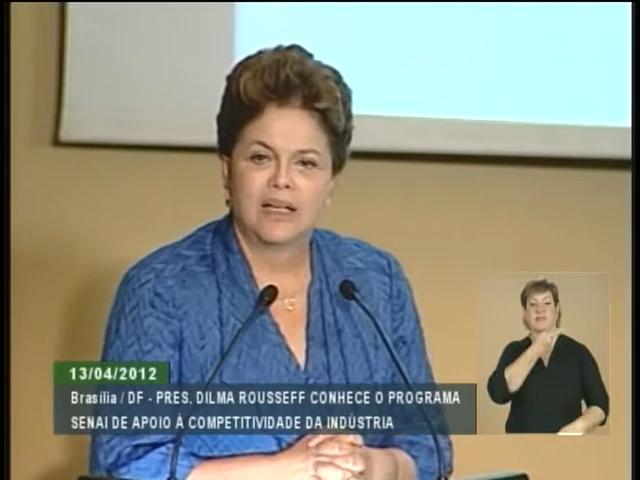 13/04/2012
Brasília / DF - PRES. DILMA ROUSSEFF CONHECE O PROGRAMA
SENAI DE APOIO À COMPETITIVIDADE DA INDÚSTRIA